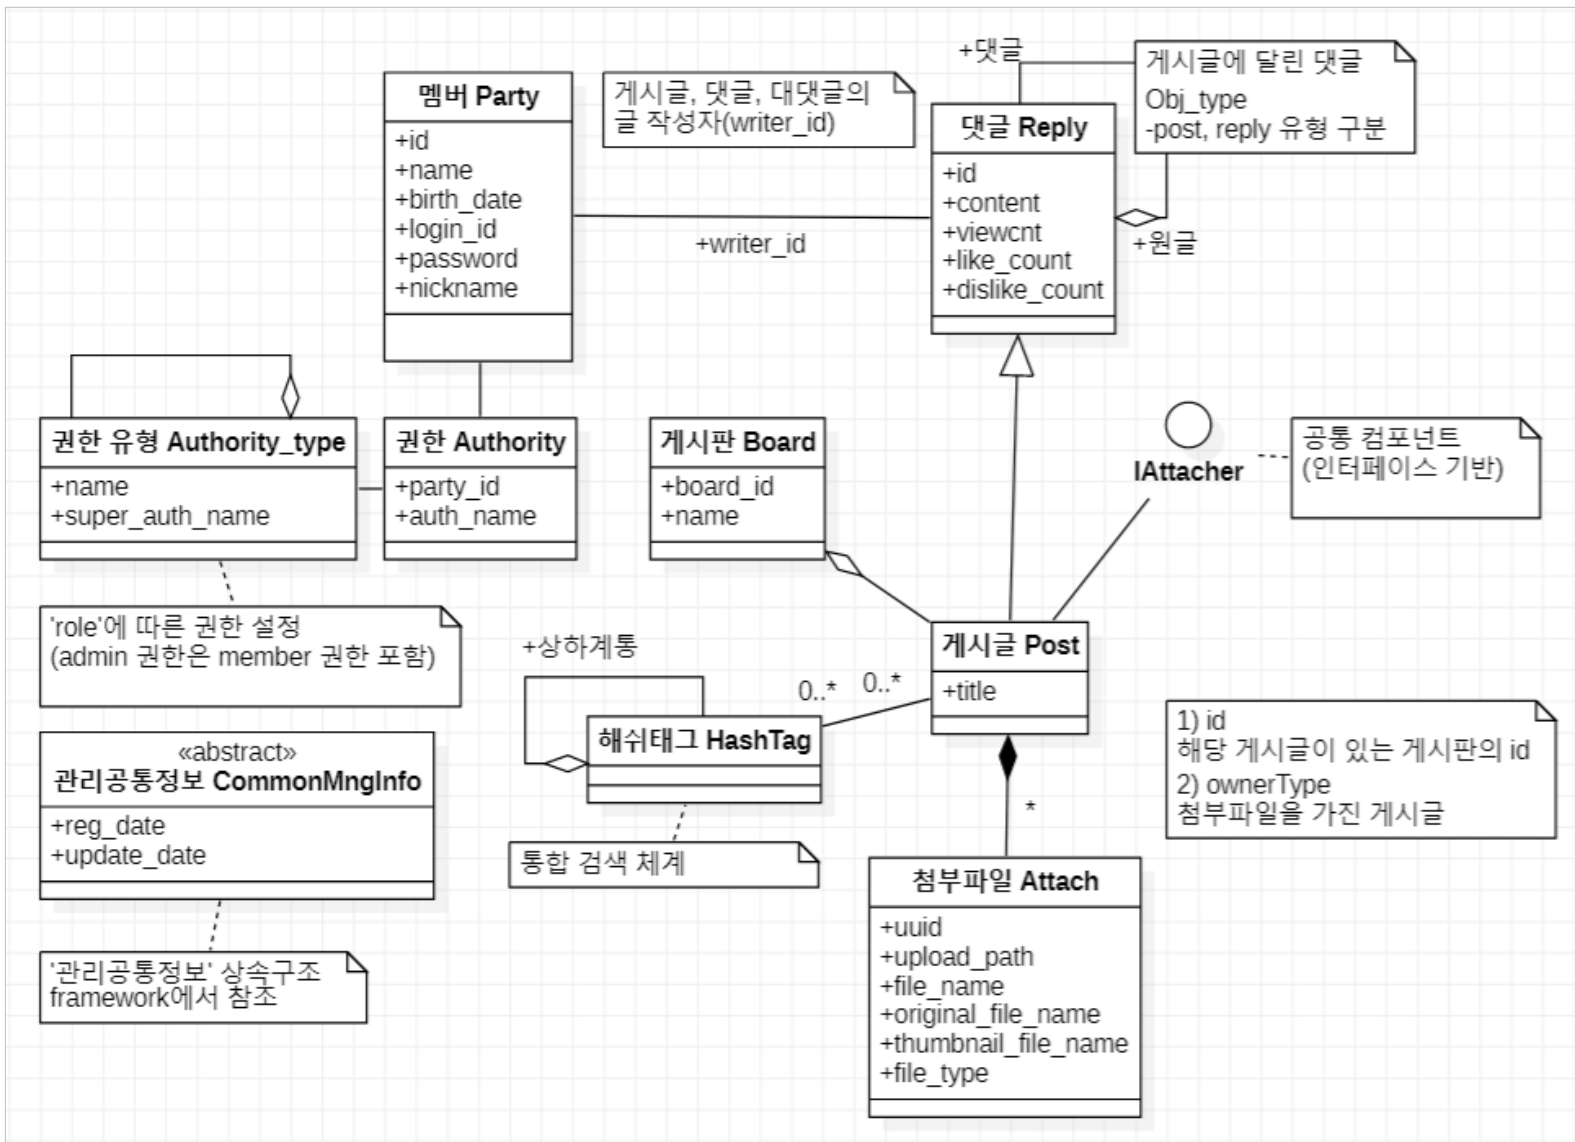 +댓글
게시글에 달린 댓글
Obj_type
-post, reply 유형 구분
멤버 Party
+id
+name
+birth_date
+login_id
+password
+nickname
게시글, 댓글, 대댓글의
글 작성자(writer_id)
댓글 Reply
+id
+content
+viewcnt
+like_count
+dislike_count
+writer_id
+원글
권한 유형 Authority_type
+name
+super_auth_name
권한 Authority
+party_id
+auth_name
게시판 Board
+board_id
+name
IAttacher
공통 컴포넌트
(인터페이스 기반)
'role'에 따른 권한 설정
(admin 권한은 member 권한 포함)
+상하계통
0..*
0..*
게시글 Post
+title
해쉬태그 HashTag
통합 검색 체계
«abstract»
관리공통정보 CommonMngInfo
+reg_date
+update_date
'관리공통정보' 상속구조
framework에서 참조
*
1) id
해당 게시글이 있는 게시판의 id
2) ownerType
첨부파일을 가진 게시글
첨부파일 Attach
+uuid
+upload_path
+file_name
+original_file_name
+thumbnail_file_name
+file_type